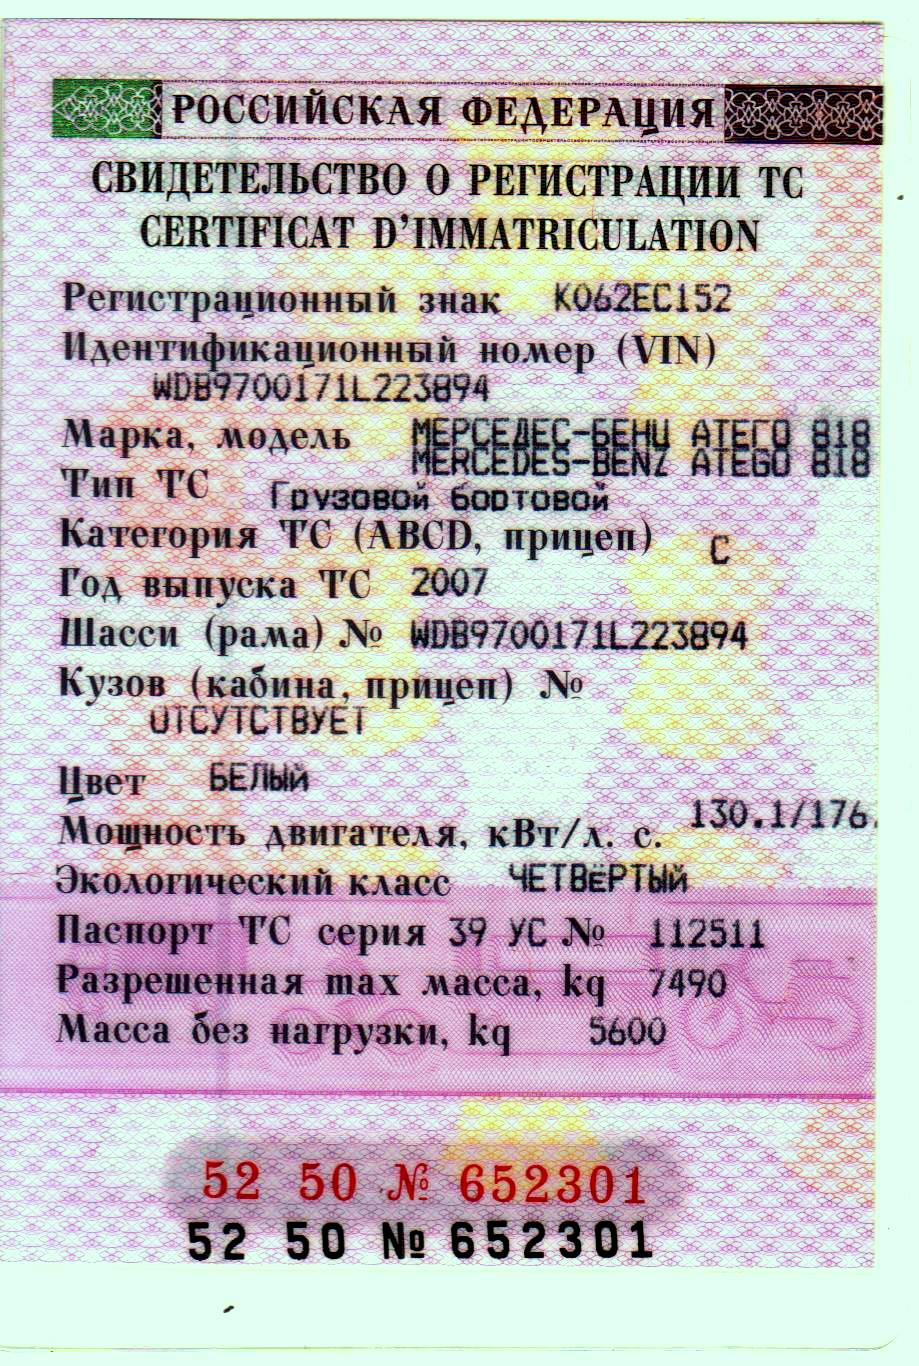 РОССИЙСКАЯ ФЕДЕРАЦИЯ
СВИДЕТЕЛЬСТВО О РЕГИСТРАЦИИ ТС
CERTIFICAT D'IMMATRICULATION
Регистрационный знак К062ЕС152
Идентификационный номер (VIN)
WDB9700171L223894
Марка, модель МЕРСЕДЕС-БЕНЦ АТЕГО 818
MERCEDES-BENZ ATEGO 818
Тип ТС Грузовой бортовой
Категория ТС (ABCD, прицеп) С
Год выпуска ТС 2007
Шасси (рама) № WDB9700171L223894
Кузов (кабина, прицеп) №
ОТСУТСТВУЕТ
Цвет БЕЛЫЙ
Мощность двигателя, кВт/л. с. 130.1/176.
Экологический класс ЧЕТВЁРТЫЙ
Паспорт ТС серия 39 УС № 112511
Разрешенная max масса, kq 7490
Масса без нагрузки, kq 5600
52 50 № 652301
52 50 № 652301